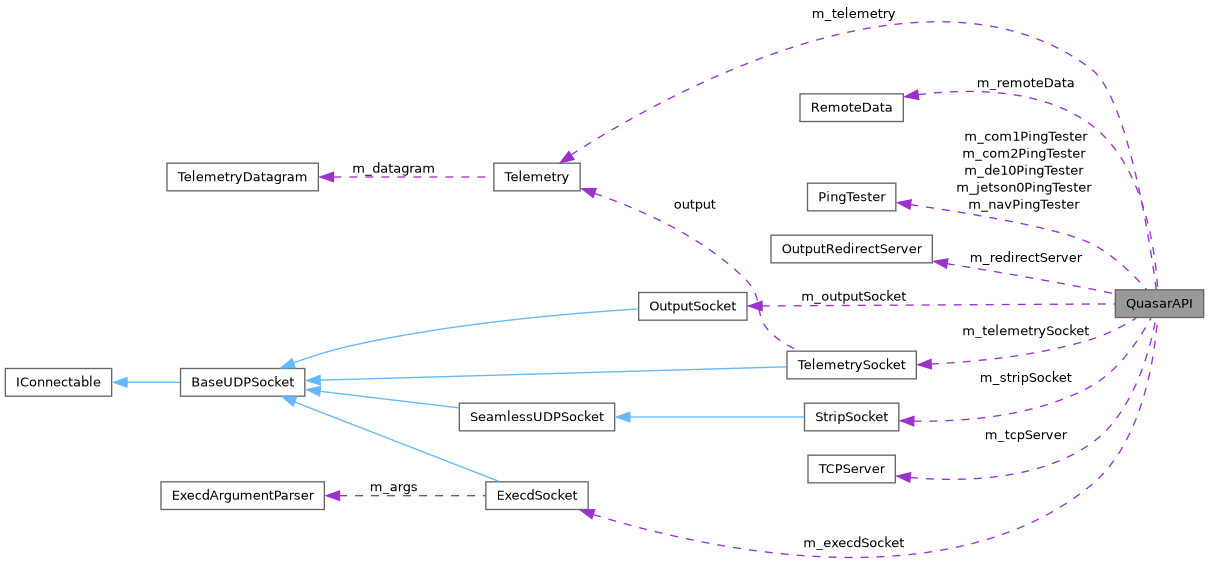 m_telemetry
m_remoteData
RemoteData
m_com1PingTester
m_com2PingTester
m_de10PingTester
m_jetson0PingTester
m_navPingTester
m_datagram
TelemetryDatagram
Telemetry
PingTester
output
OutputRedirectServer
m_redirectServer
m_outputSocket
OutputSocket
QuasarAPI
m_telemetrySocket
TelemetrySocket
IConnectable
BaseUDPSocket
m_stripSocket
SeamlessUDPSocket
StripSocket
m_tcpServer
TCPServer
m_args
ExecdArgumentParser
ExecdSocket
m_execdSocket